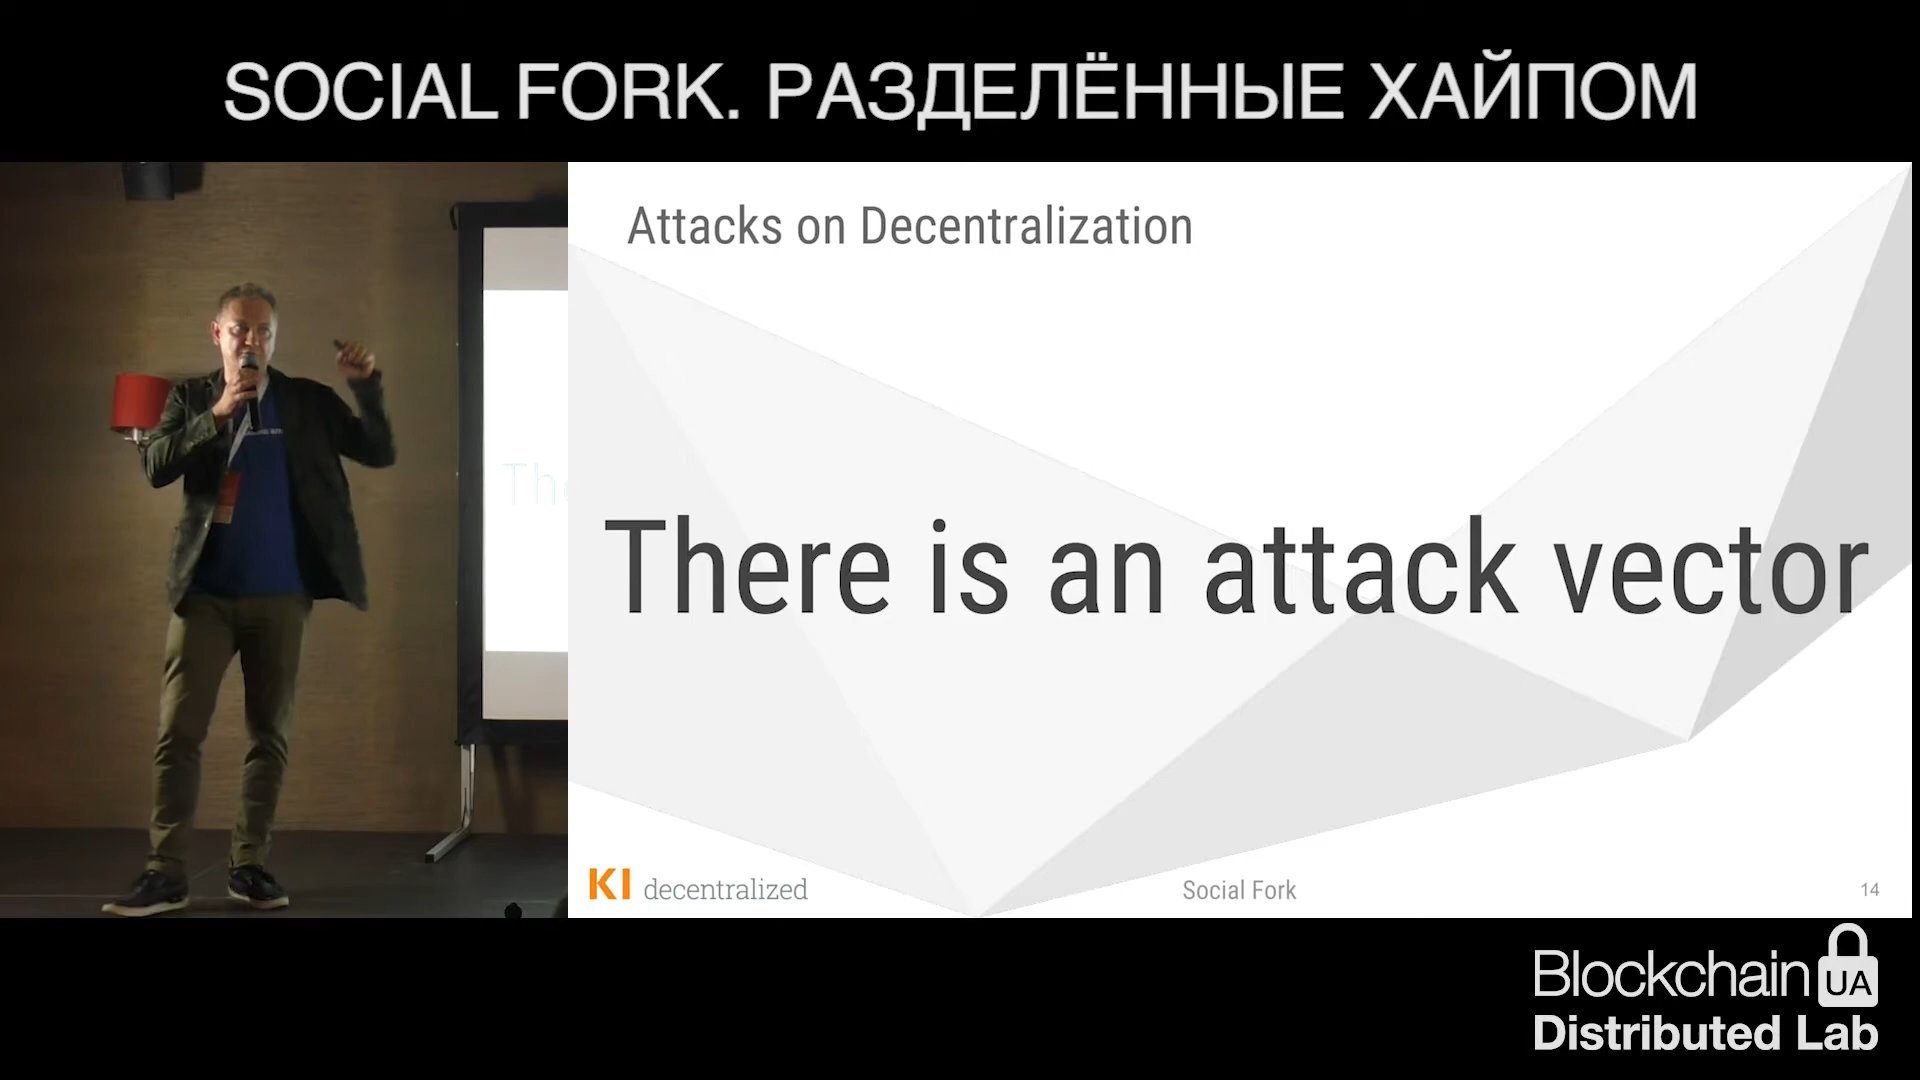 SOCIAL FORK. РАЗДЕЛЁННЫЕ ХАЙПОМ
Attacks on Decentralization
The
There is an attack vector
KI decentralized
Social Fork
14
Blockchain UA
Distributed Lab